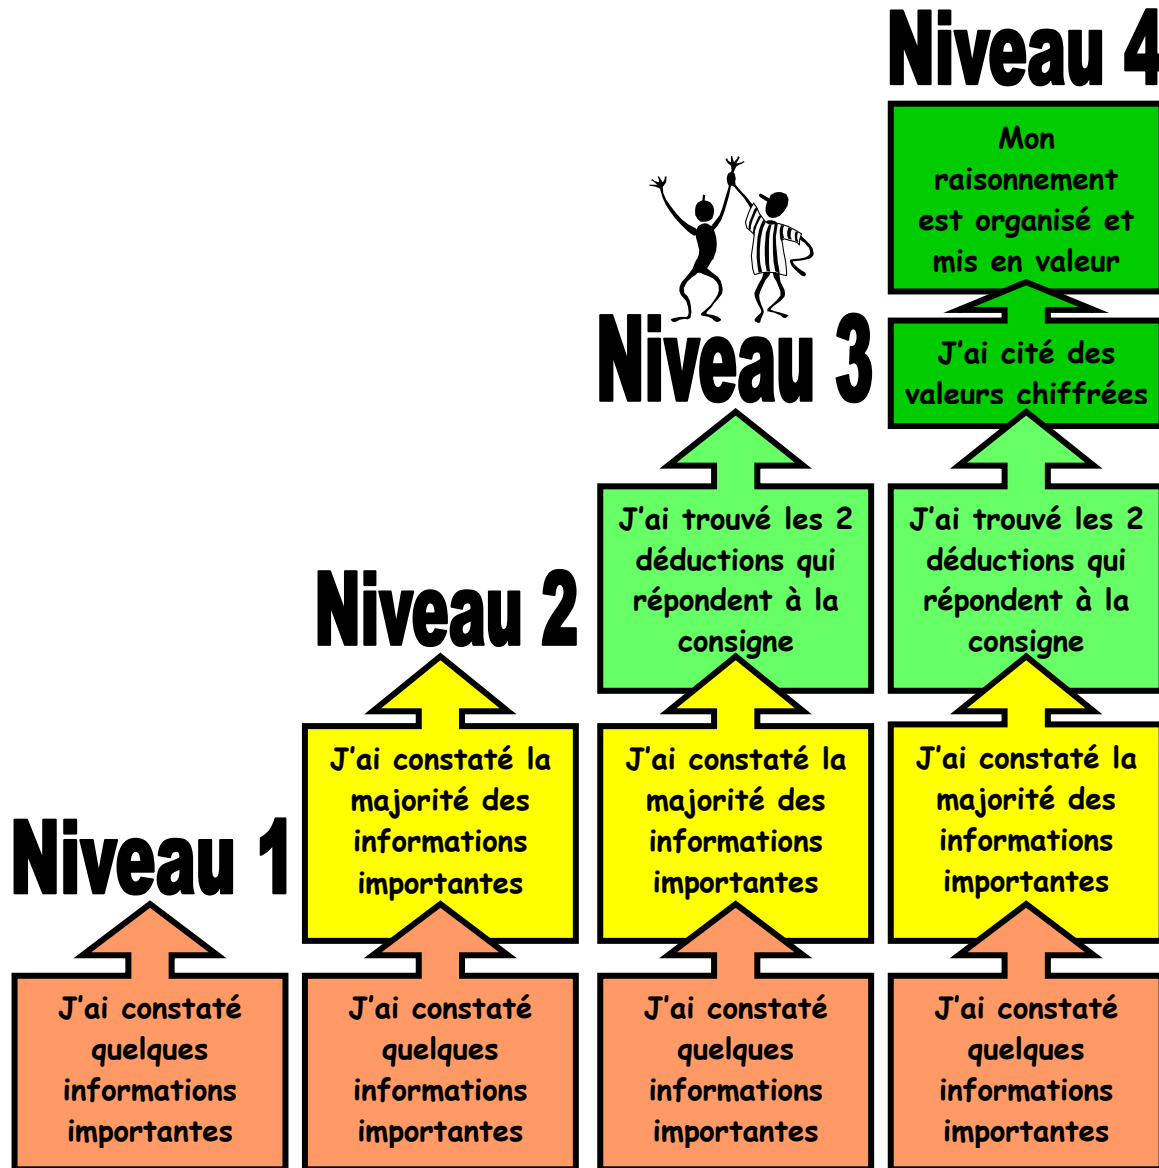 Niveau 4
Mon
raisonnement
est organisé et
mis en valeur
J'ai cité des
valeurs chiffrées
J'ai trouvé les 2
déductions qui
répondent à la
consigne
J'ai constaté la
majorité des
informations
importantes
J'ai constaté
quelques
informations
importantes
Niveau 3
J'ai trouvé les 2
déductions qui
répondent à la
consigne
J'ai constaté la
majorité des
informations
importantes
J'ai constaté
quelques
informations
importantes
Niveau 2
J'ai constaté la
majorité des
informations
importantes
J'ai constaté
quelques
informations
importantes
Niveau 1
J'ai constaté
quelques
informations
importantes